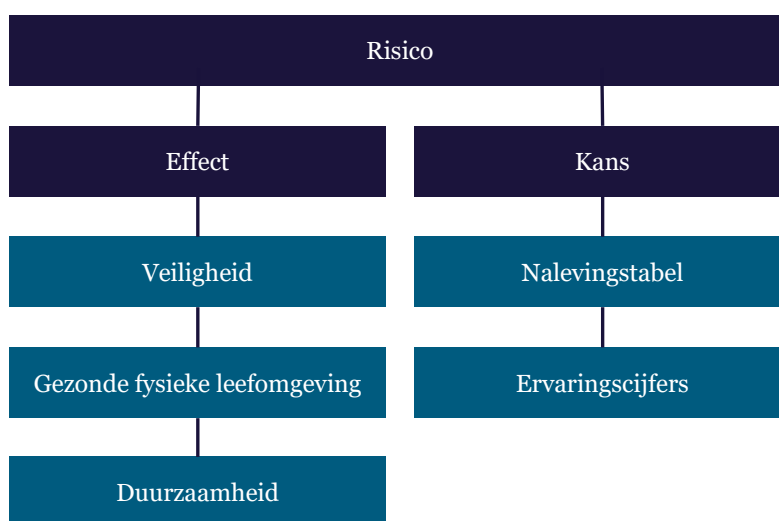 Risico
Effect
Kans
Veiligheid
Nalevingstabel
Gezonde fysieke leefomgeving
Ervaringscijfers
Duurzaamheid